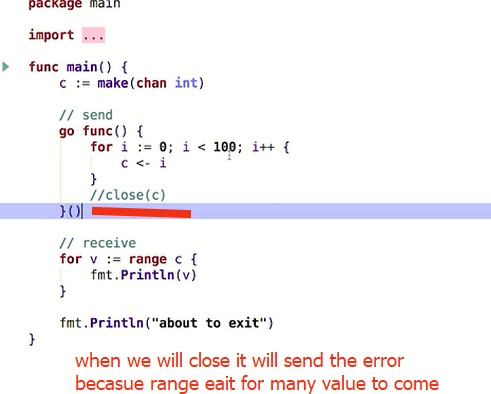 package main
import ...
func main() {
c := make(chan int)
// send
go func() {
for i := 0; i < 100; i++ {
c <- i
}
//close(c)
}()
// receive
for v := range c {
fmt.Println(v)
}
fmt.Println("about to exit")
}
when we will close it will send the error
becasue range eait for many value to come